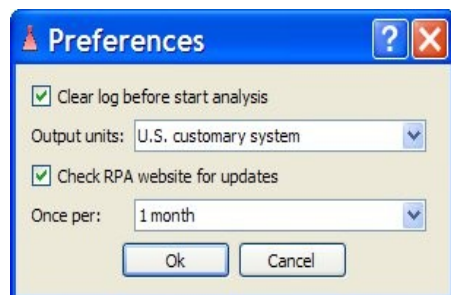 Preferences
Clear log before start analysis
Output units: U.S. customary system
Check RPA website for updates
Once per: 1 month
Ok Cancel